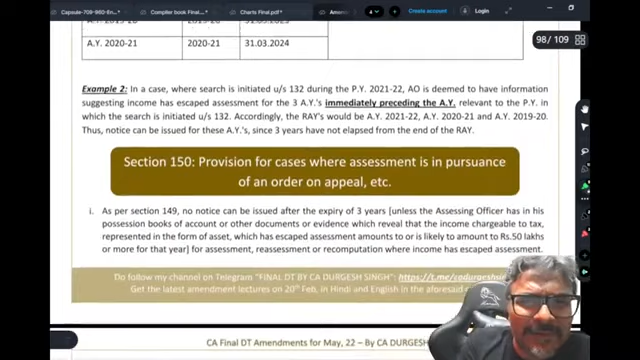 Capsule-709-960-En...
Compiler book Final...
Charts Final.pdf*
Amen
4
Create account
Login
98 / 109
31.03.2023
A.Y. 2020-21 2020-21 31.03.2024
Example 2: In a case, where search is initiated u/s 132 during the P.Y. 2021-22, AO is deemed to have information
suggesting income has escaped assessment for the 3 A.Y.'s immediately preceding the A.Y. relevant to the P.Y. in
which the search is initiated u/s 132. Accordingly, the RAY's would be A.Y. 2021-22, A.Y. 2020-21 and A.Y. 2019-20.
Thus, notice can be issued for these A.Y.'s, since 3 years have not elapsed from the end of the RAY.
Section 150: Provision for cases where assessment is in pursuance
of an order on appeal, etc.
i. As per section 149, no notice can be issued after the expiry of 3 years [unless the Assessing Officer has in his
possession books of account or other documents or evidence which reveal that the income chargeable to tax,
represented in the form of asset, which has escaped assessment amounts to or is likely to amount to Rs.50 lakhs
or more for that year] for assessment, reassessment or recomputation where income has escaped assessment.
Do follow my channel on Telegram "FINAL DT BY CA DURGESH SINGH": https://t.me/cadurgeshsin
Get the latest amendment lectures on 20th Feb, in Hindi and English in the aforesaid
CA Final DT Amendments for May, 22 – By CA DURGES